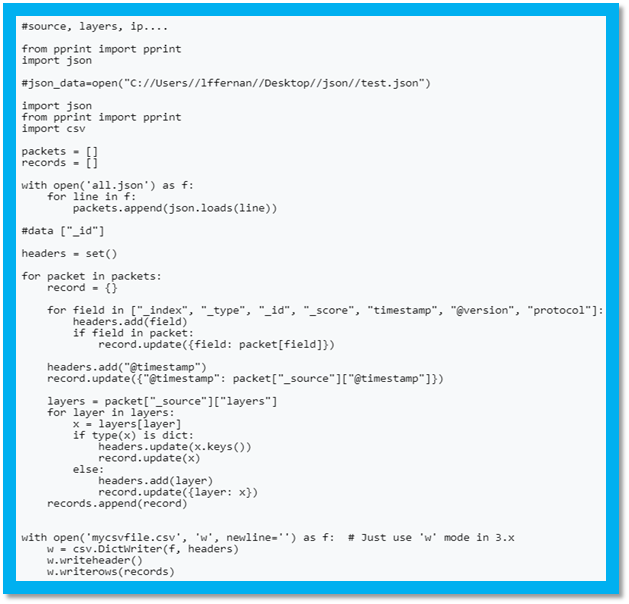 #source, layers, ip....
from pprint import pprint
import json
#json_data=open("C://Users//lffernan//Desktop//json//test.json")
import json
from pprint import pprint
import csv
packets = []
records = []
with open('all.json') as f:
    for line in f:
        packets.append(json.loads(line))
#data ["_id"]
headers = set()
for packet in packets:
    record = {}
    for field in ["_index", "_type", "_id", "_score", "timestamp", "@version", "protocol"]:
        headers.add(field)
        if field in packet:
            record.update({field: packet[field]})
    headers.add("@timestamp")
    record.update({"@timestamp": packet["_source"]["@timestamp"]})
    layers = packet["_source"]["layers"]
    for layer in layers:
        x = layers[layer]
        if type(x) is dict:
            headers.update(x.keys())
            record.update(x)
        else:
            headers.add(layer)
            record.update({layer: x})
    records.append(record)
with open('mycsvfile.csv', 'w', newline='') as f:  # Just use 'w' mode in 3.x
    w = csv.DictWriter(f, headers)
    w.writeheader()
    w.writerows(records)